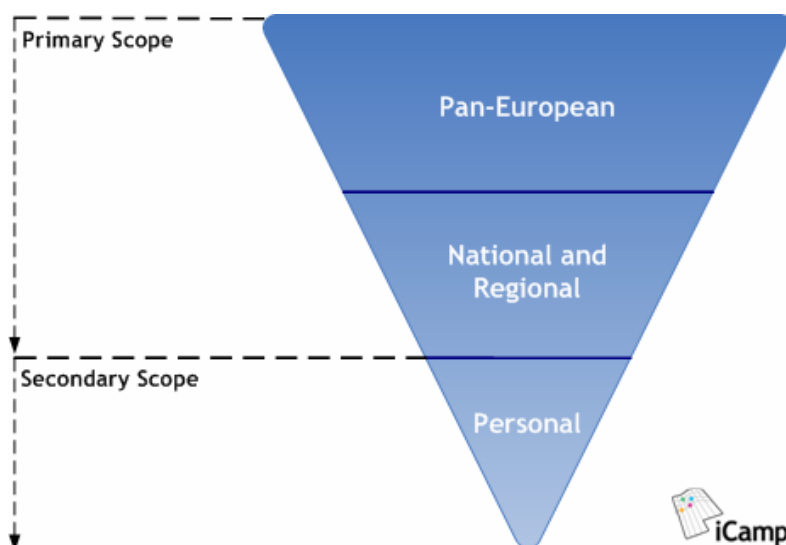 Primary Scope
Pan-European
National and
Regional
Secondary Scope
Personal
iCamp